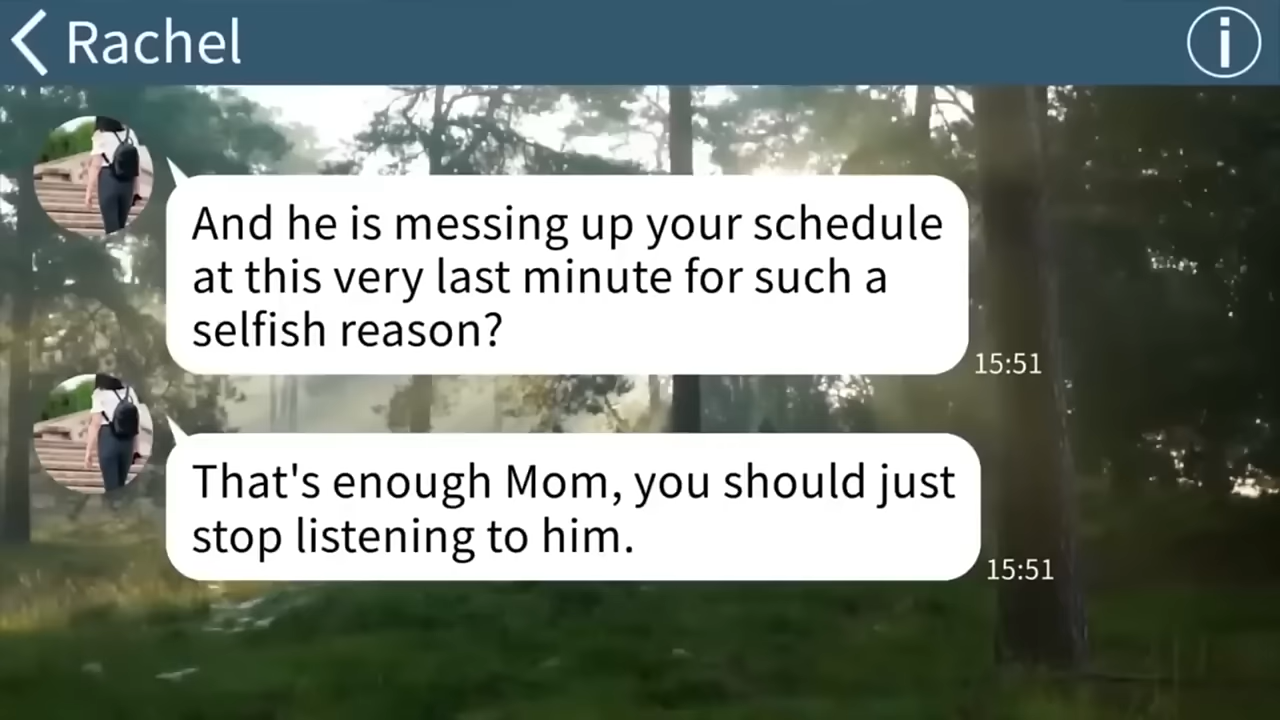 Rachel
And he is messing up your schedule
at this very last minute for such a
selfish reason?
15:51
That's enough Mom, you should just
stop listening to him.
15:51